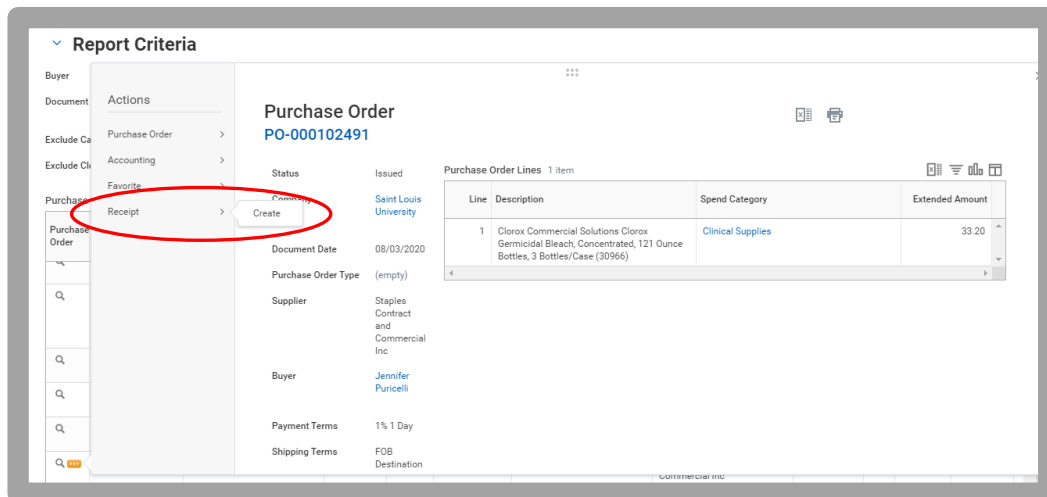 Report Criteria
Buyer
Document
Exclude Ca
Exclude Clo
Purchase
Purchase
Order
Actions
Purchase Order
Accounting
Favorite
Receipt
Create
Purchase Order
PO-000102491
Status Issued
Company Saint Louis
University
Document Date 08/03/2020
Purchase Order Type (empty)
Supplier Staples
Contract
and
Commercial
Inc
Buyer Jennifer
Puricelli
Payment Terms 1% 1 Day
Shipping Terms FOB
Destination
Purchase Order Lines 1 item
Line Description Spend Category Extended Amount
1 Clorox Commercial Solutions Clorox Clinical Supplies 33.20
Germicidal Bleach, Concentrated, 121 Ounce
Bottles, 3 Bottles/Case (30966)
Commercial Inc